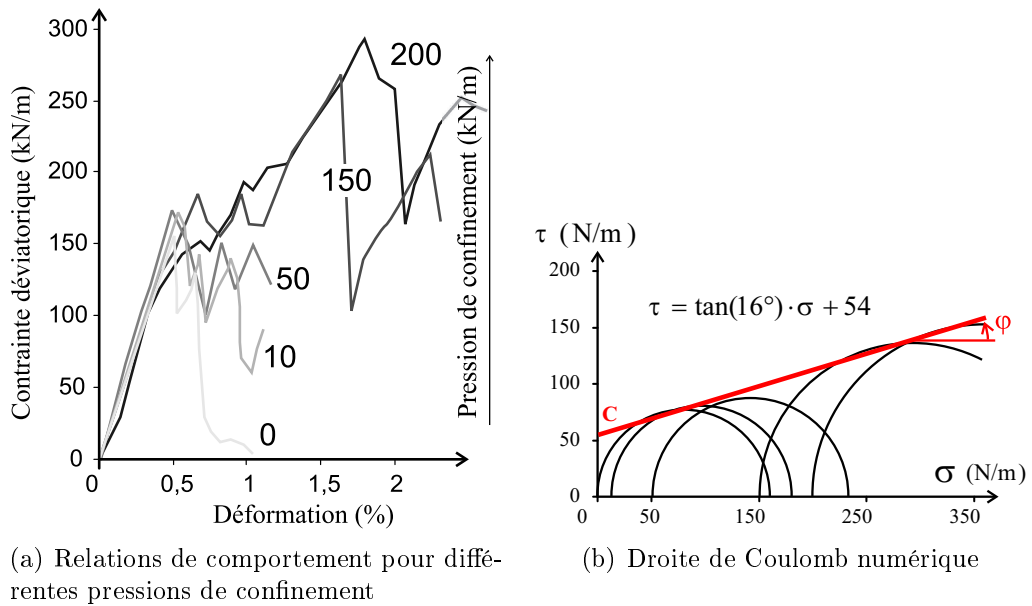 Contrainte déviatorique (kN/m)
300
250
200
150
100
50
0
0
0,5
1
1,5
2
Déformation (%)
200
150
50
10
0
Pression de confinement (kN/m)
(a) Relations de comportement pour diffé-
rentes pressions de confinement
τ (N/m)
200
150
100
50
0
τ = tan(16°)·σ + 54
C
φ
σ (N/m)
0
50
150
250
350
(b) Droite de Coulomb numérique